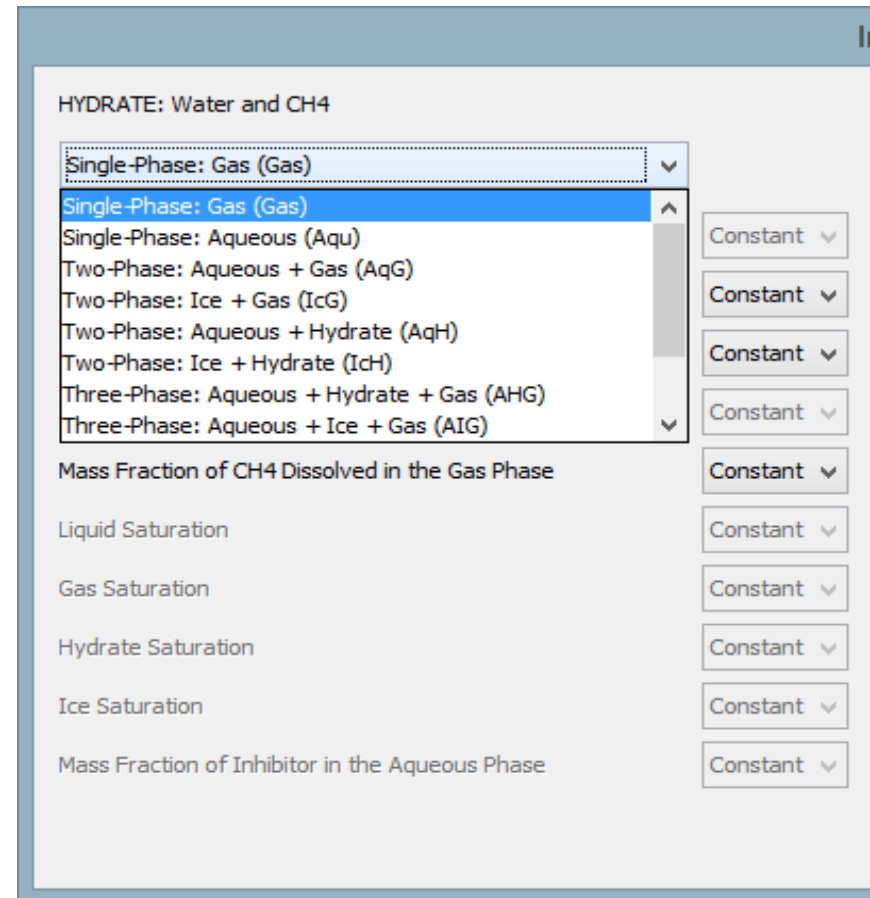 HYDRATE: Water and CH4
Single-Phase: Gas (Gas)
Single-Phase: Gas (Gas)
Single-Phase: Aqueous (Aqu)
Constant
Two-Phase: Aqueous + Gas (AqG)
Two-Phase: Ice + Gas (IcG)
Constant
Two-Phase: Aqueous + Hydrate (AqH)
Two-Phase: Ice + Hydrate (IcH)
Constant
Three-Phase: Aqueous + Hydrate + Gas (AHG)
Three-Phase: Aqueous + Ice + Gas (AIG)
Constant
Mass Fraction of CH4 Dissolved in the Gas Phase Constant
Liquid Saturation Constant
Gas Saturation Constant
Hydrate Saturation Constant
Ice Saturation Constant
Mass Fraction of Inhibitor in the Aqueous Phase Constant